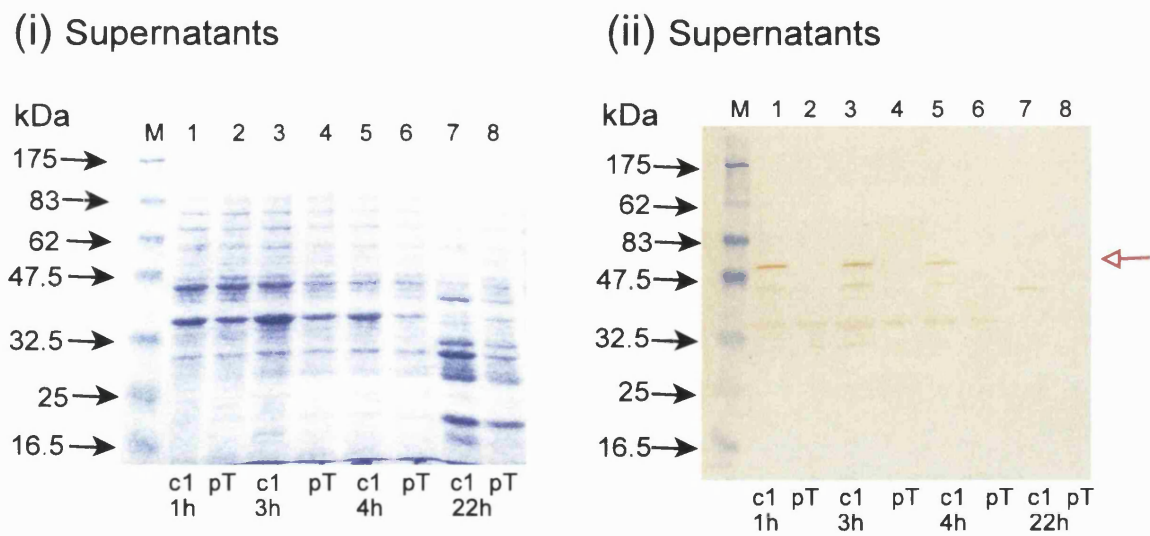 (i) Supernatants
kDa
M 1 2 3 4 5 6 7 8
175
83
62
47.5
32.5
25
16.5
c1 pT c1 pT c1 pT c1 pT
1h 3h 4h 22h
(ii) Supernatants
kDa
M 1 2 3 4 5 6 7 8
175
62
83
47.5
32.5
25
16.5
c1 pT c1 pT c1 pT c1 pT
1h 3h 4h 22h